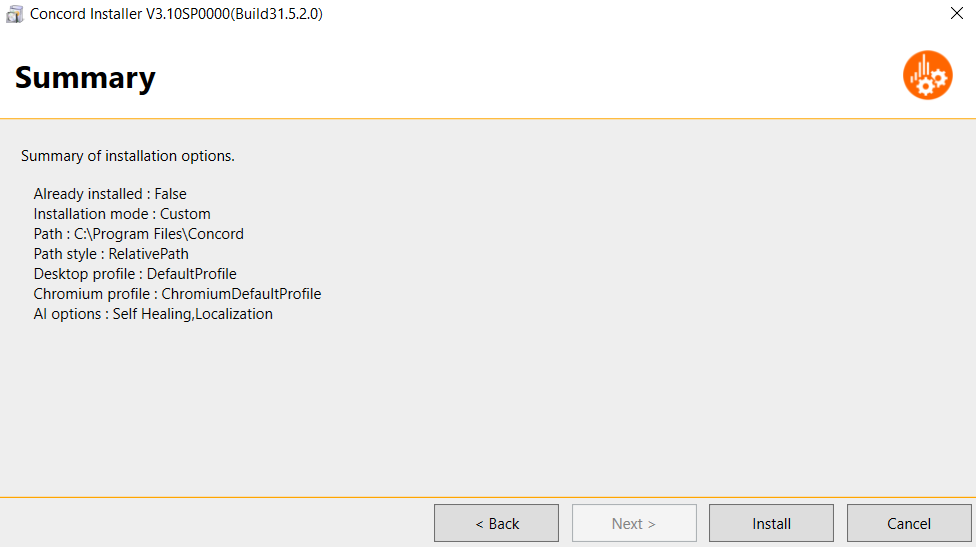 Concord Installer V3.10SP0000(Build31.5.2.0)
Summary
Summary of installation options.
Already installed : False
Installation mode : Custom
Path : C:\Program Files\Concord
Path style : RelativePath
Desktop profile : DefaultProfile
Chromium profile : ChromiumDefaultProfile
AI options : Self Healing,Localization
< Back
Next >
Install
Cancel